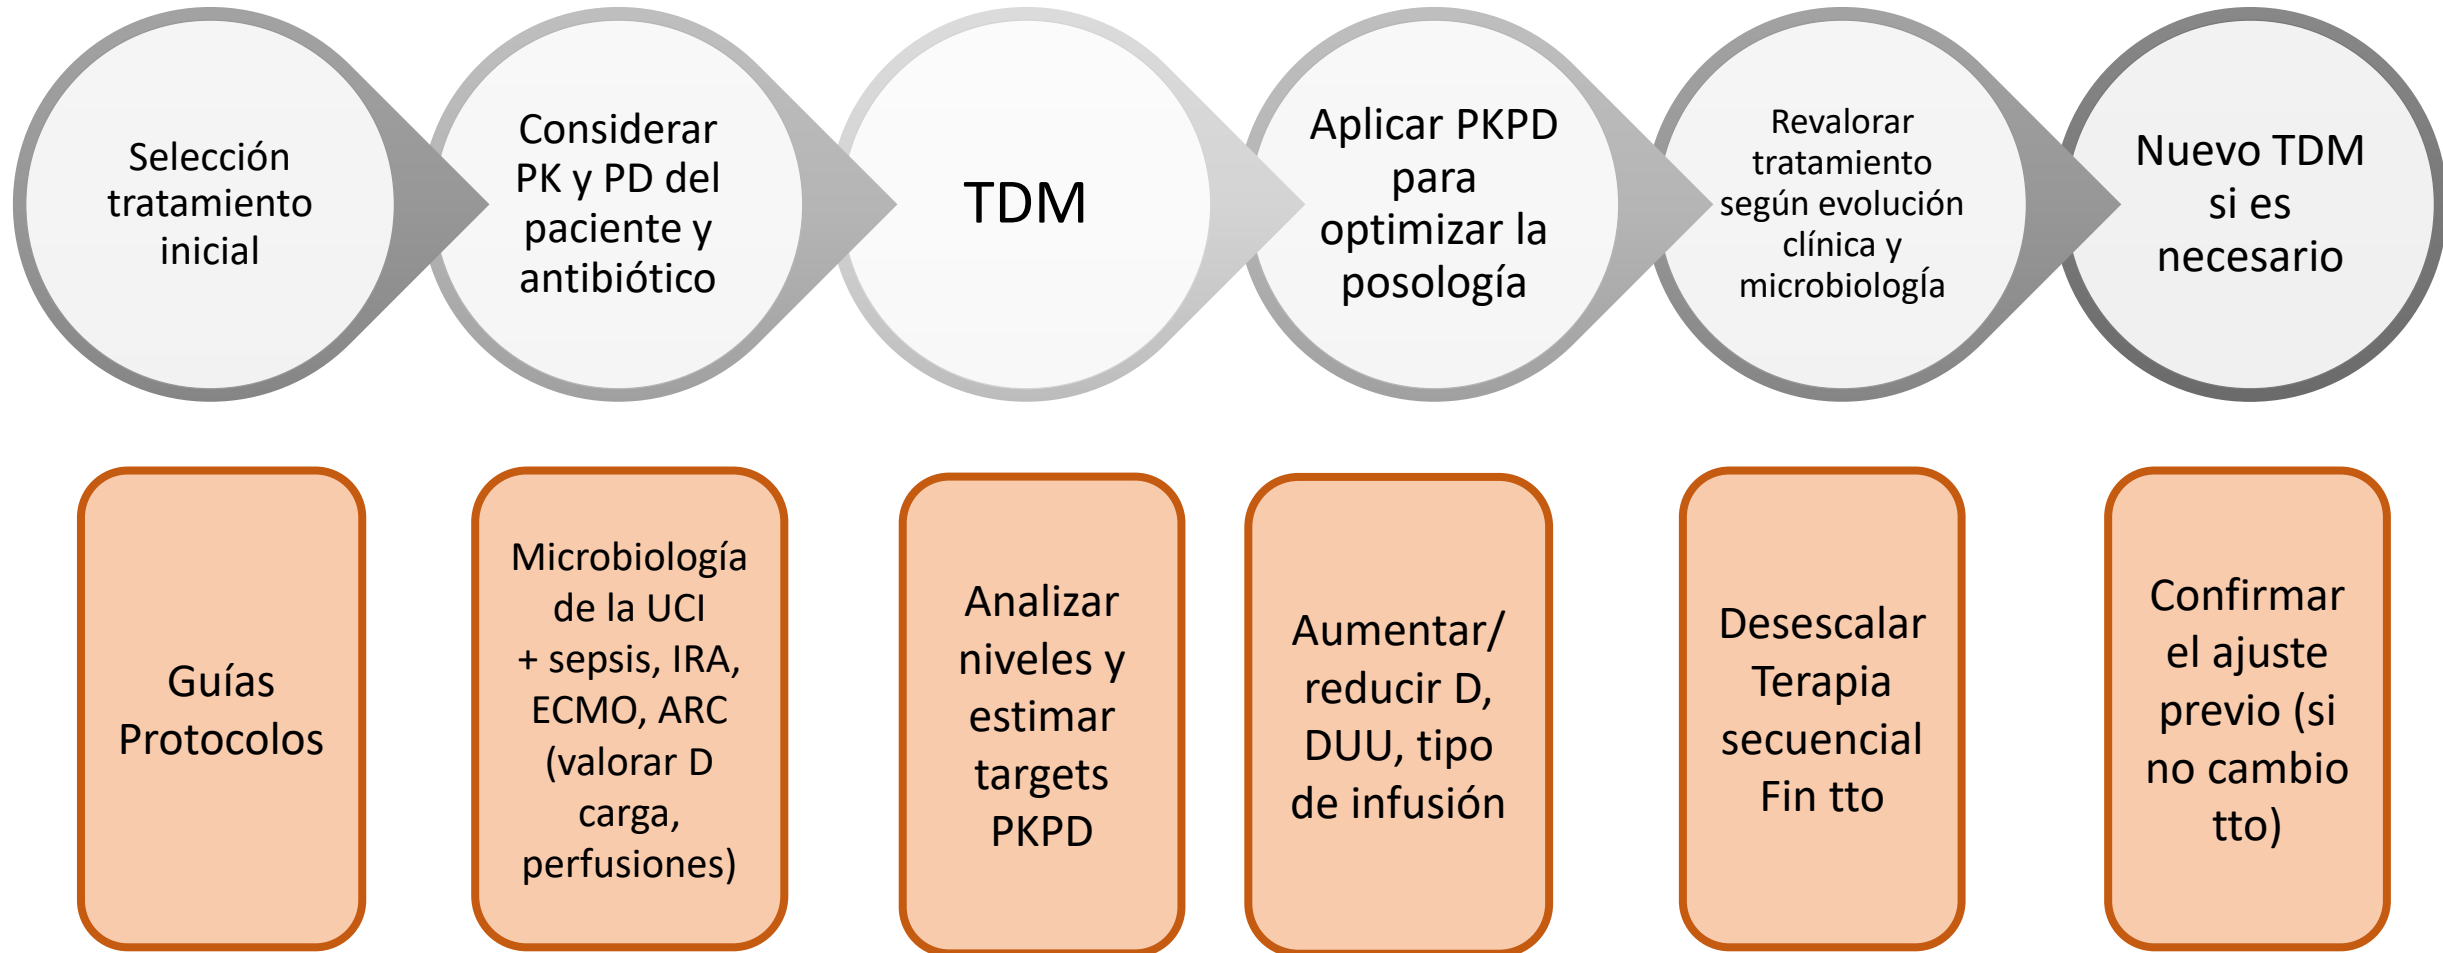 Selección
tratamiento
inicial
Considerar
PK y PD del
paciente y
antibiótico
TDM
Aplicar PKPD
para
optimizar la
posología
Revalorar
tratamiento
según evolución
clínica y
microbiología
Nuevo TDM
si es
necesario
Guías
Protocolos
Microbiología
de la UCI
+ sepsis, IRA,
ECMO, ARC
(valorar D
carga,
perfusiones)
Analizar
niveles y
estimar
targets
PKPD
Aumentar/
reducir D,
DUU, tipo
de infusión
Desescalar
Terapia
secuencial
Fin tto
Confirmar
el ajuste
previo (si
no cambio
tto)